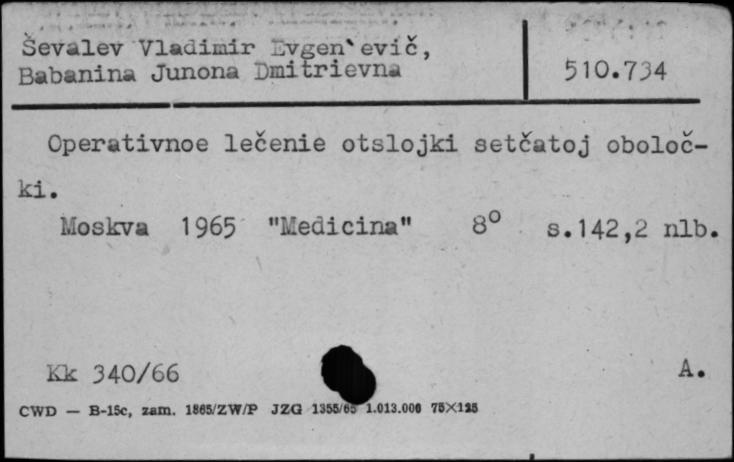 Ševalev Vladimir Evgen`evič,
Babanina Junona Dmitrievna
510.734
Operativnoe lečenie otslojki setčatoj oboloč-
ki.
Moskva 1965 "Medicina" 8° s.142,2 nlb.
Kk 340/66 A.
CWD — B-15c, zam. 1865/ZW/P JZG 1355/65 1.013.000 75×125